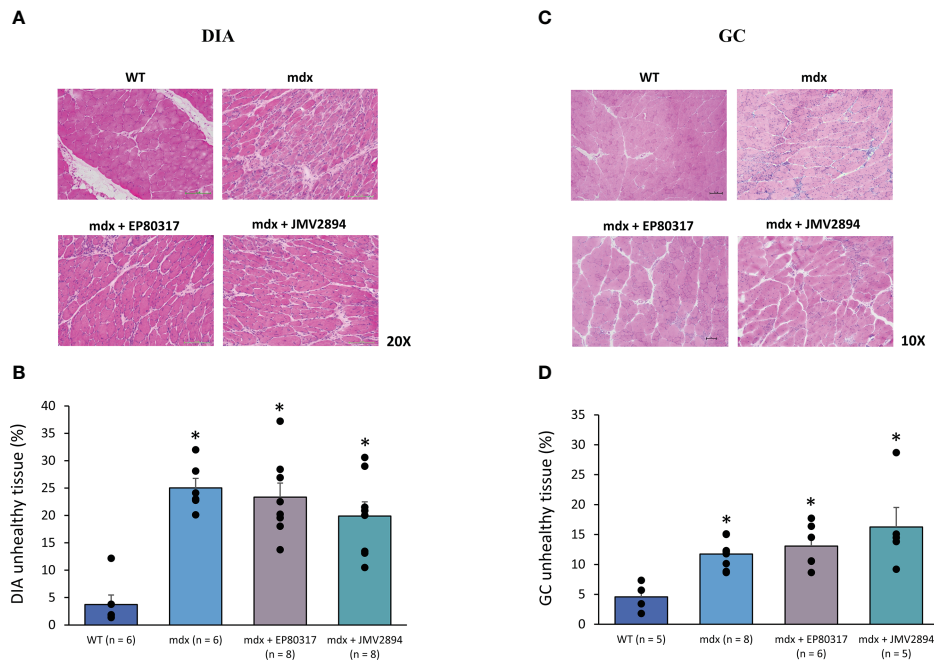 A
DIA
WT
mdx
mdx + EP80317
mdx + JMV2894
20X
C
GC
WT
mdx
mdx + EP80317
mdx + JMV2894
10X
B
DIA unhealthy tissue (%)
40
35
30
25
20
15
10
5
0
*
*
*
WT (n = 6)
mdx (n = 6)
mdx + EP80317
(n = 8)
mdx + JMV2894
(n = 8)
D
GC unhealthy tissue (%)
35
30
25
20
15
10
5
0
*
*
*
WT (n = 5)
mdx (n = 8)
mdx + EP80317
(n = 6)
mdx + JMV2894
(n = 5)